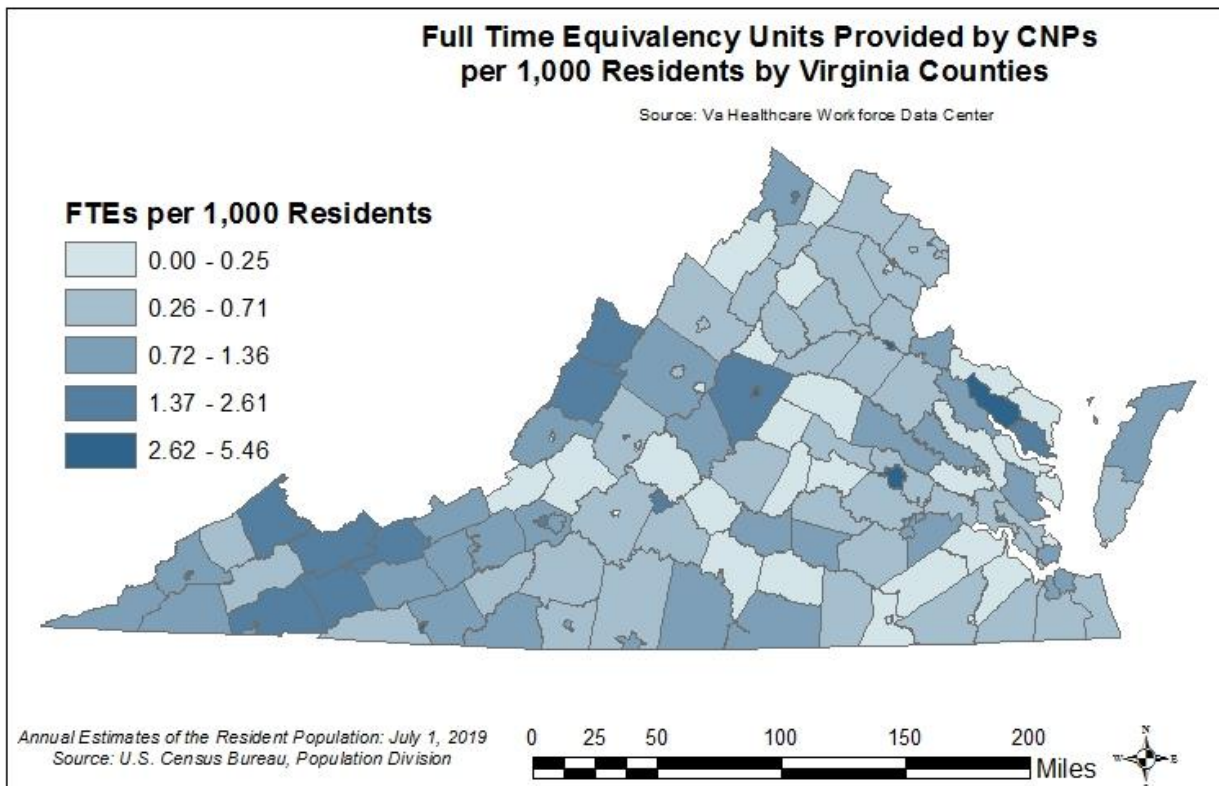 Full Time Equivalency Units Provided by CNPs
per 1,000 Residents by Virginia Counties
Source: Va Healthcare Workforce Data Center
FTEs per 1,000 Residents
0.00 - 0.25
0.26 - 0.71
0.72 - 1.36
1.37 - 2.61
2.62 - 5.46
Annual Estimates of the Resident Population: July 1, 2019
Source: U.S. Census Bureau, Population Division
0 25 50 100 150 200
Miles
N
W E
S